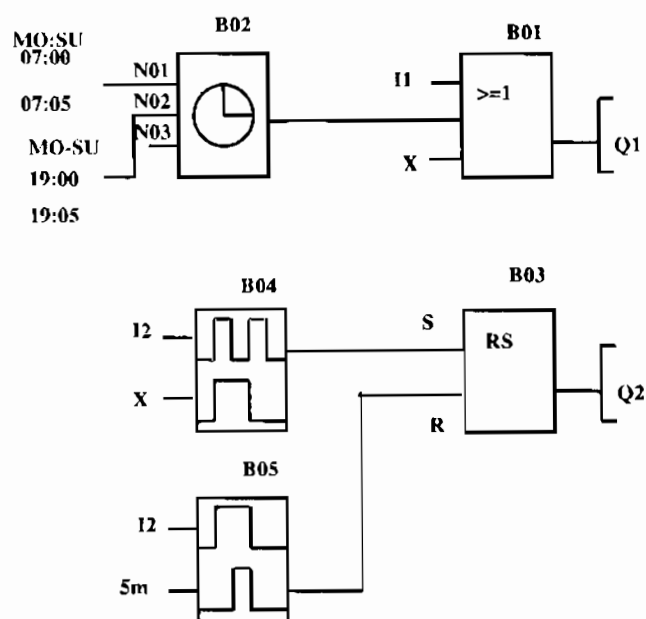 B02
MO:SU
07:00
N01
07:05
N02
N03
MO-SU
19:00
19:05
B01
I1
>=1
X
Q1
B04
I2
X
B03
S
RS
R
Q2
B05
I2
5m